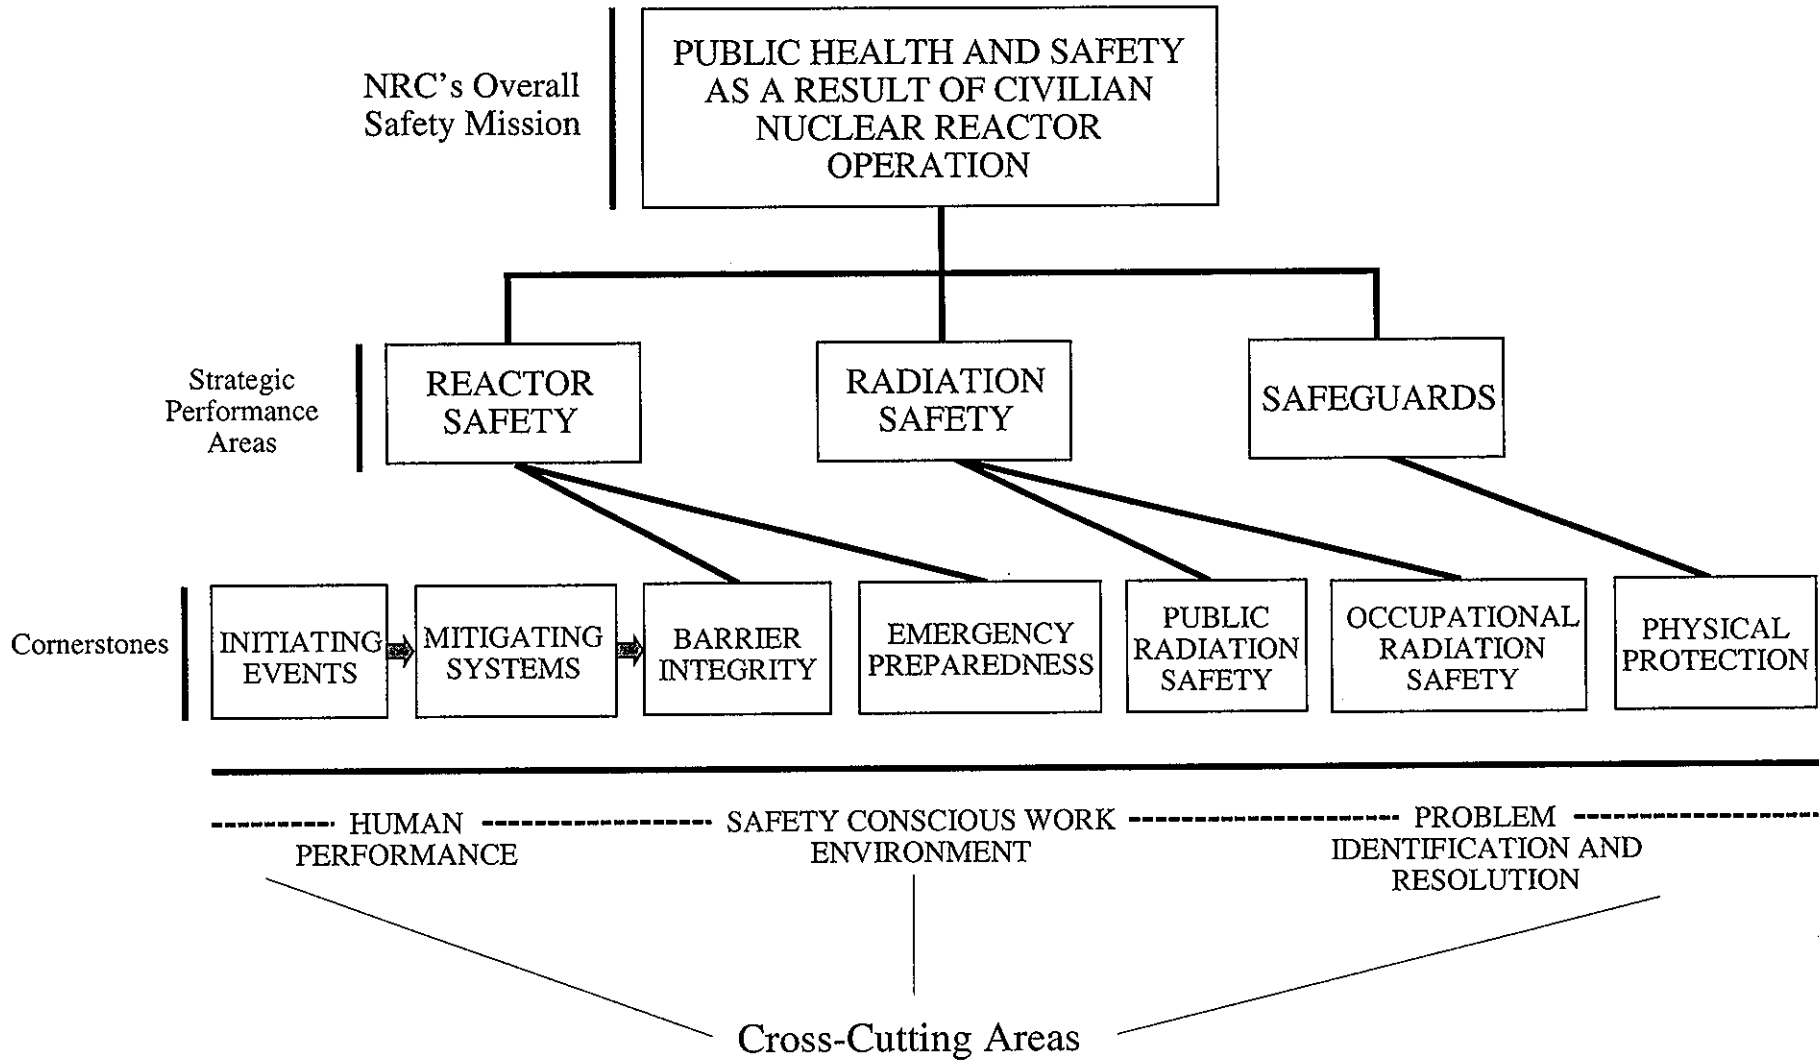 NRC's Overall
Safety Mission
PUBLIC HEALTH AND SAFETY
AS A RESULT OF CIVILIAN
NUCLEAR REACTOR
OPERATION
Strategic
Performance
Areas
REACTOR
SAFETY
RADIATION
SAFETY
SAFEGUARDS
Cornerstones
INITIATING
EVENTS
MITIGATING
SYSTEMS
BARRIER
INTEGRITY
EMERGENCY
PREPAREDNESS
PUBLIC
RADIATION
SAFETY
OCCUPATIONAL
RADIATION
SAFETY
PHYSICAL
PROTECTION
HUMAN
PERFORMANCE
SAFETY CONSCIOUS WORK
ENVIRONMENT
PROBLEM
IDENTIFICATION AND
RESOLUTION
Cross-Cutting Areas